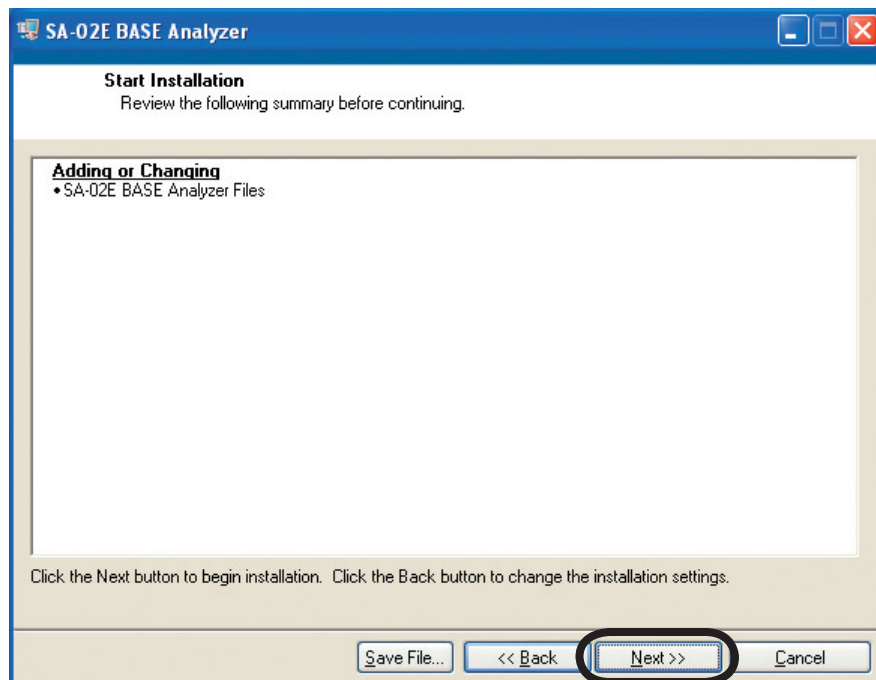 SA-02E BASE Analyzer
Start Installation
Review the following summary before continuing.
Adding or Changing
• SA-02E BASE Analyzer Files
Click the Next button to begin installation. Click the Back button to change the installation settings.
Save File... << Back Next >> Cancel